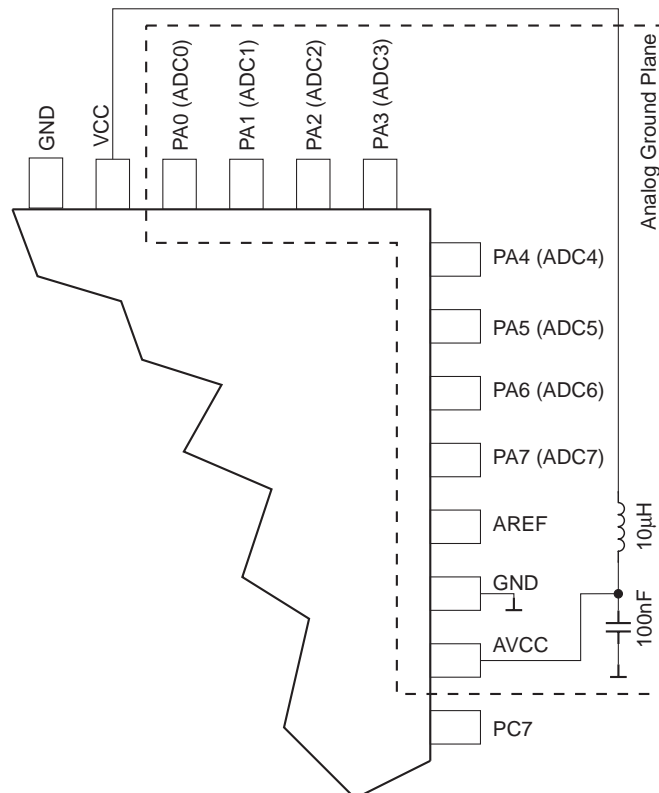 GND
VCC
PA0 (ADC0)
PA1 (ADC1)
PA2 (ADC2)
PA3 (ADC3)
Analog Ground Plane
PA4 (ADC4)
PA5 (ADC5)
PA6 (ADC6)
PA7 (ADC7)
AREF
10µH
GND
AVCC
100nF
PC7